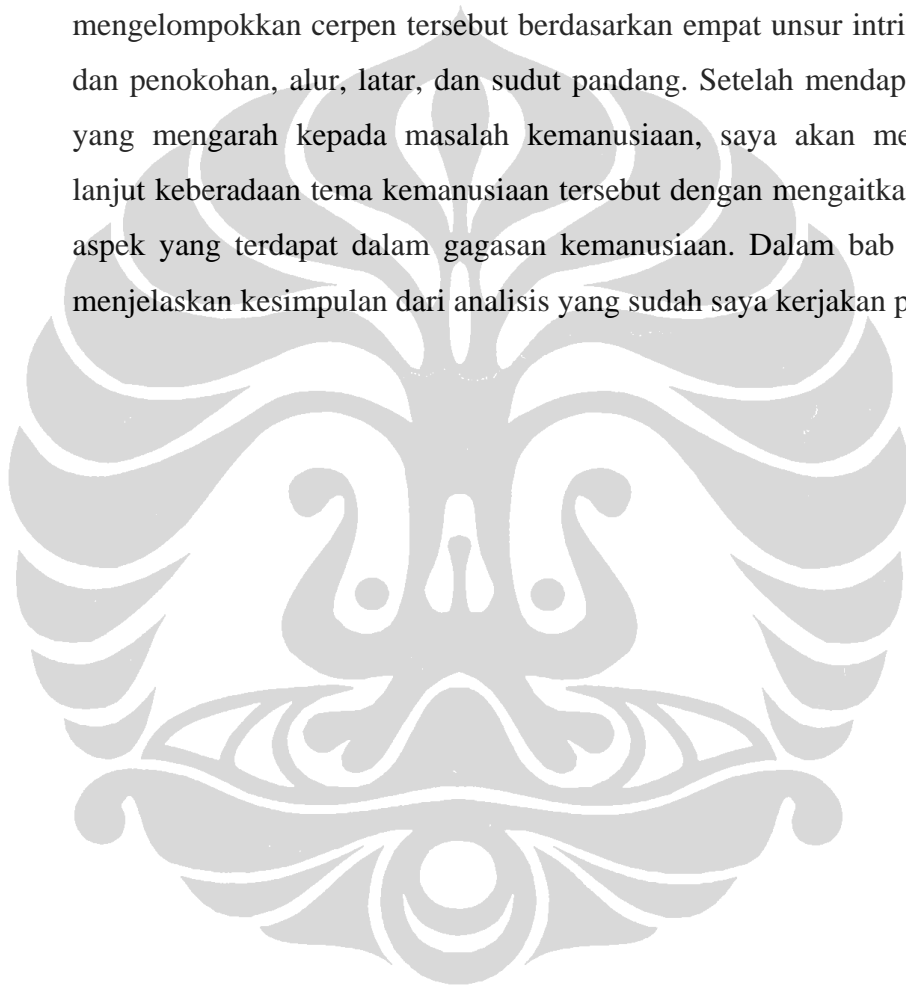 mengelompokkan cerpen tersebut berdasarkan empat unsur intri
dan penokohan, alur, latar, dan sudut pandang. Setelah mendap
yang mengarah kepada masalah kemanusiaan, saya akan me
lanjut keberadaan tema kemanusiaan tersebut dengan mengaitka
aspek yang terdapat dalam gagasan kemanusiaan. Dalam bab
menjelaskan kesimpulan dari analisis yang sudah saya kerjakan p